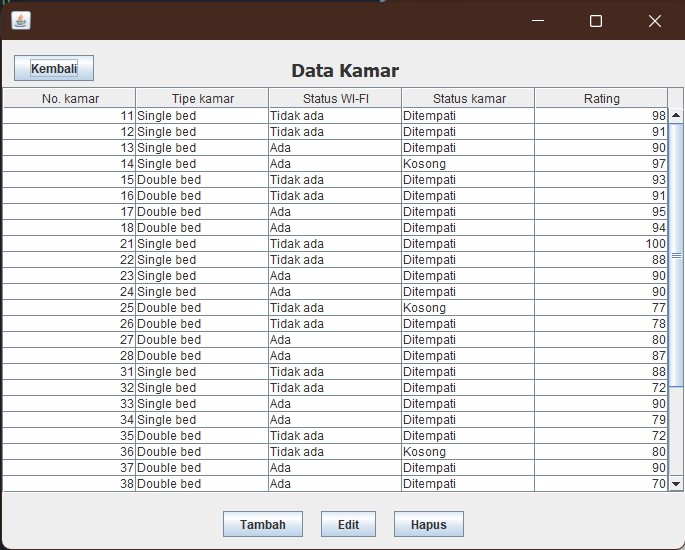 Kembali
Data Kamar
No. kamar Tipe kamar Status WI-FI Status kamar Rating
11 Single bed Tidak ada Ditempati 98
12 Single bed Tidak ada Ditempati 91
13 Single bed Ada Ditempati 90
14 Single bed Ada Kosong 97
15 Double bed Tidak ada Ditempati 93
16 Double bed Tidak ada Ditempati 91
17 Double bed Ada Ditempati 95
18 Double bed Ada Ditempati 94
21 Single bed Tidak ada Ditempati 100
22 Single bed Tidak ada Ditempati 88
23 Single bed Ada Ditempati 90
24 Single bed Ada Ditempati 90
25 Double bed Tidak ada Kosong 77
26 Double bed Tidak ada Ditempati 78
27 Double bed Ada Ditempati 80
28 Double bed Ada Ditempati 87
31 Single bed Tidak ada Ditempati 88
32 Single bed Tidak ada Ditempati 72
33 Single bed Ada Ditempati 90
34 Single bed Ada Ditempati 79
35 Double bed Tidak ada Ditempati 72
36 Double bed Tidak ada Kosong 80
37 Double bed Ada Ditempati 90
38 Double bed Ada Ditempati 70
Tambah Edit Hapus